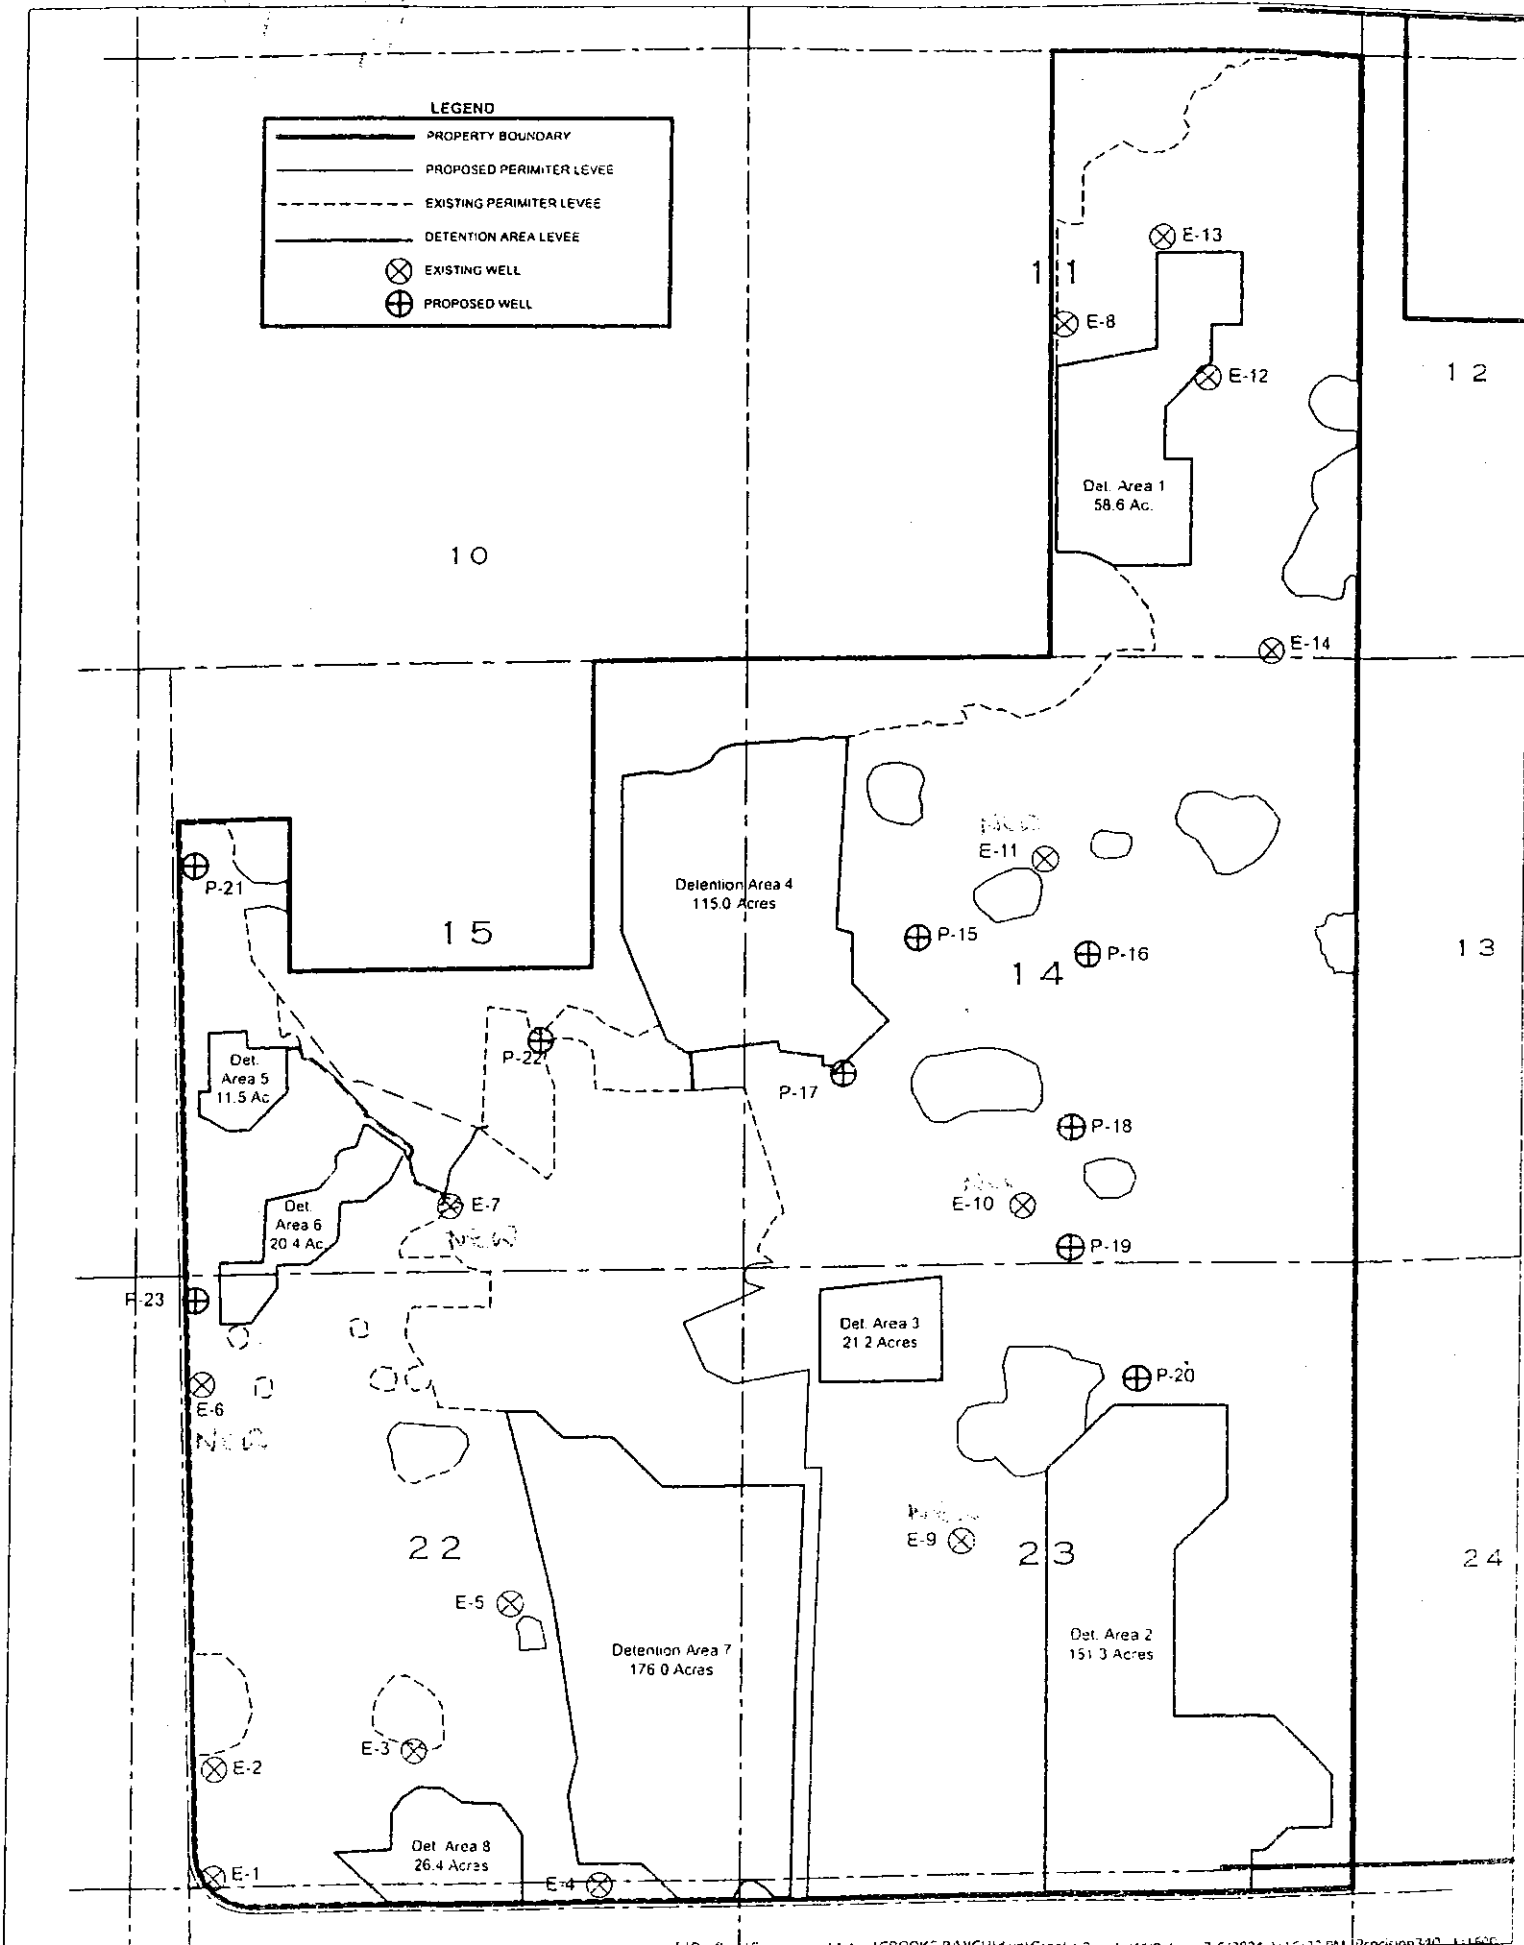 LEGEND
PROPERTY BOUNDARY
PROPOSED PERIMITER LEVEE
EXISTING PERIMITER LEVEE
DETENTION AREA LEVEE
EXISTING WELL
PROPOSED WELL
E-13
11
E-8
E-12
12
Det. Area 1
58.6 Ac.
10
E-14
NEW
E-11
P-21
Detention Area 4
115.0 Acres
15
P-15
P-16
14
13
P-22
Det.
Area 5
11.5 Ac
P-17
P-18
E-7
NEW
E-10
Det.
Area 6
20.4 Ac.
P-19
P-23
Det. Area 3
21.2 Acres
P-20
E-6
NEW
NEW
E-9
22
23
24
E-5
Det. Area 2
151.3 Acres
Detention Area 7
176.0 Acres
E-3
E-2
Det. Area 8
26.4 Acres
E-1
E-4